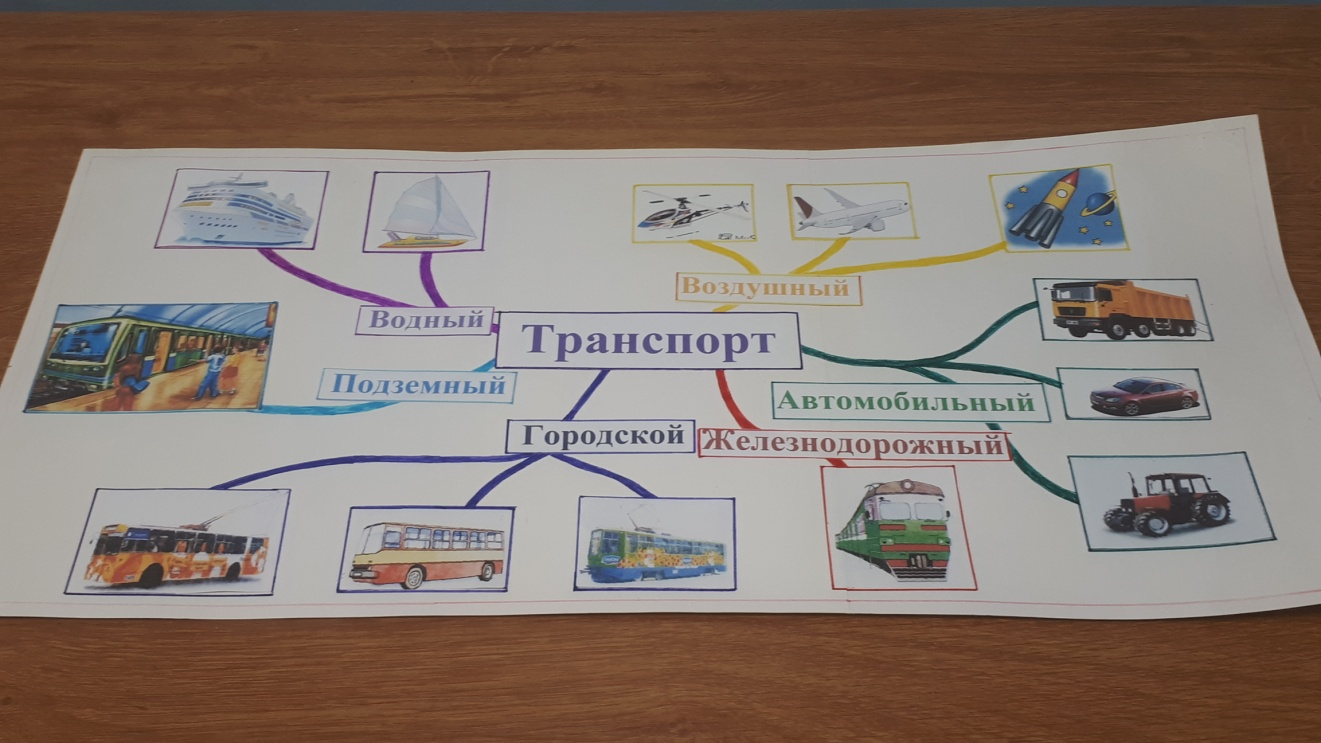 Воздушный
Водный
Транспорт
Подземный
Автомобильный
Городской
Железнодорожный